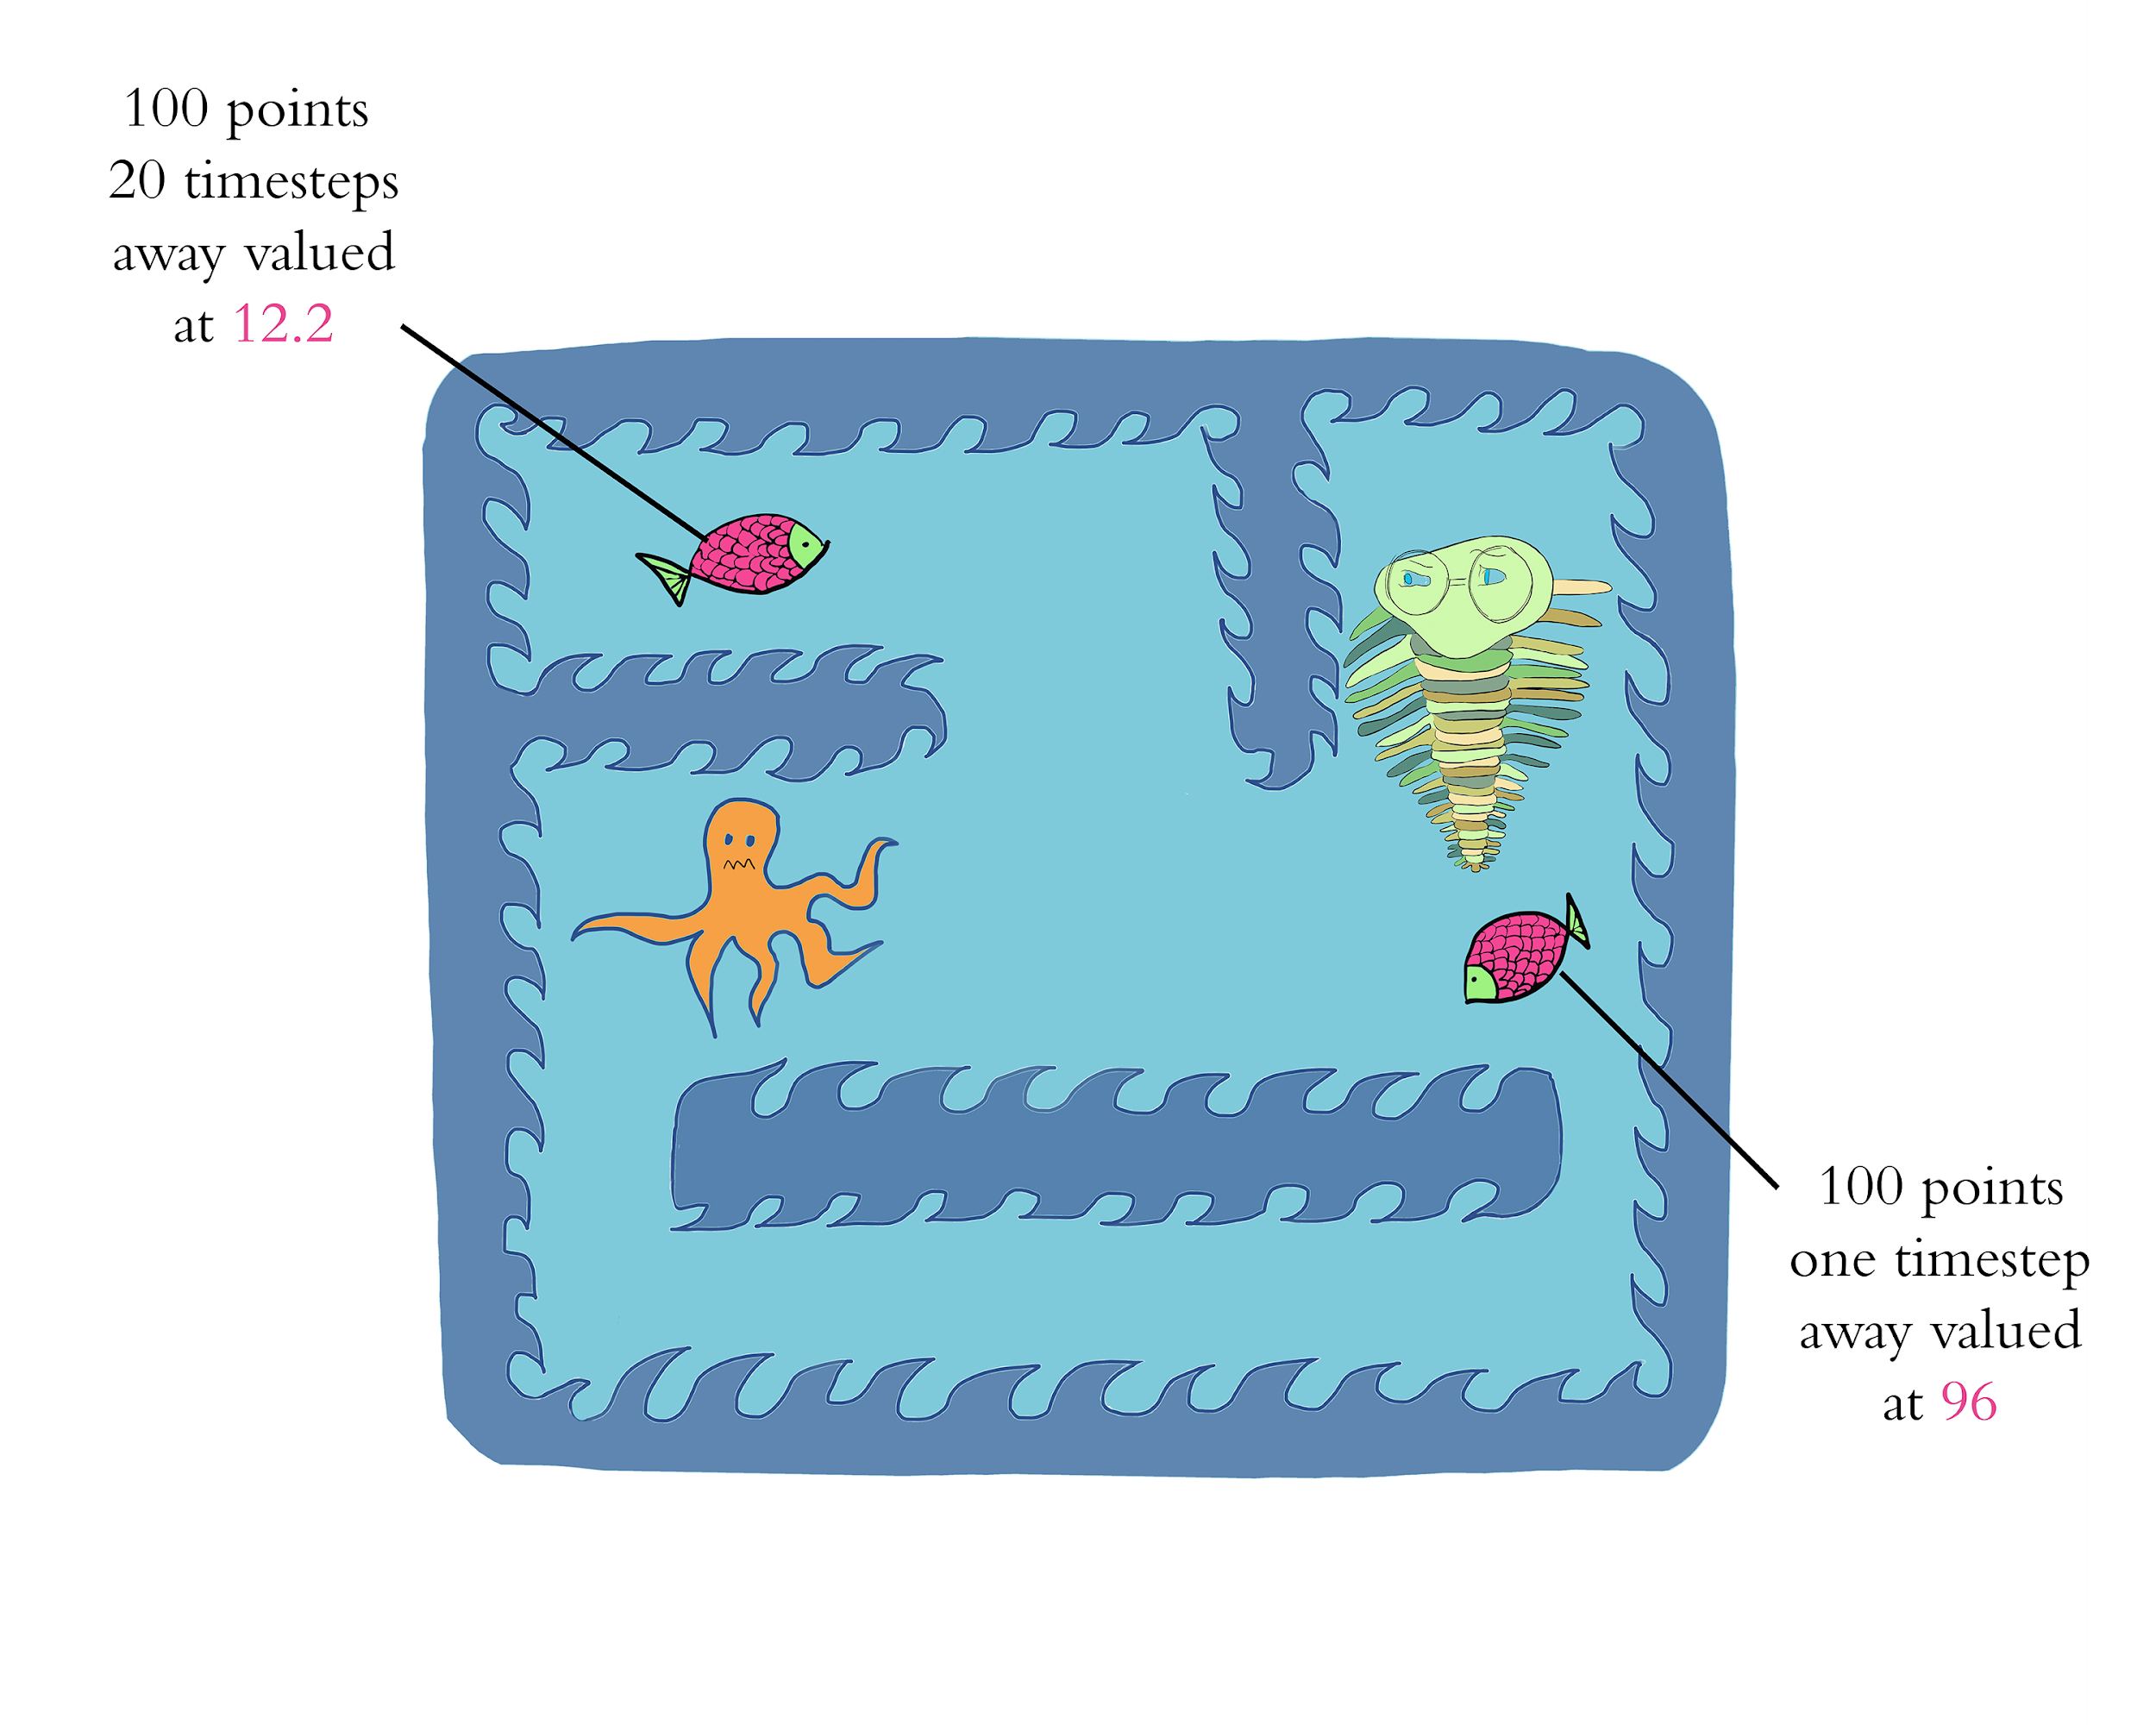 100 points
20 timesteps
away valued
at 12.2
100 points
one timestep
away valued
at 96